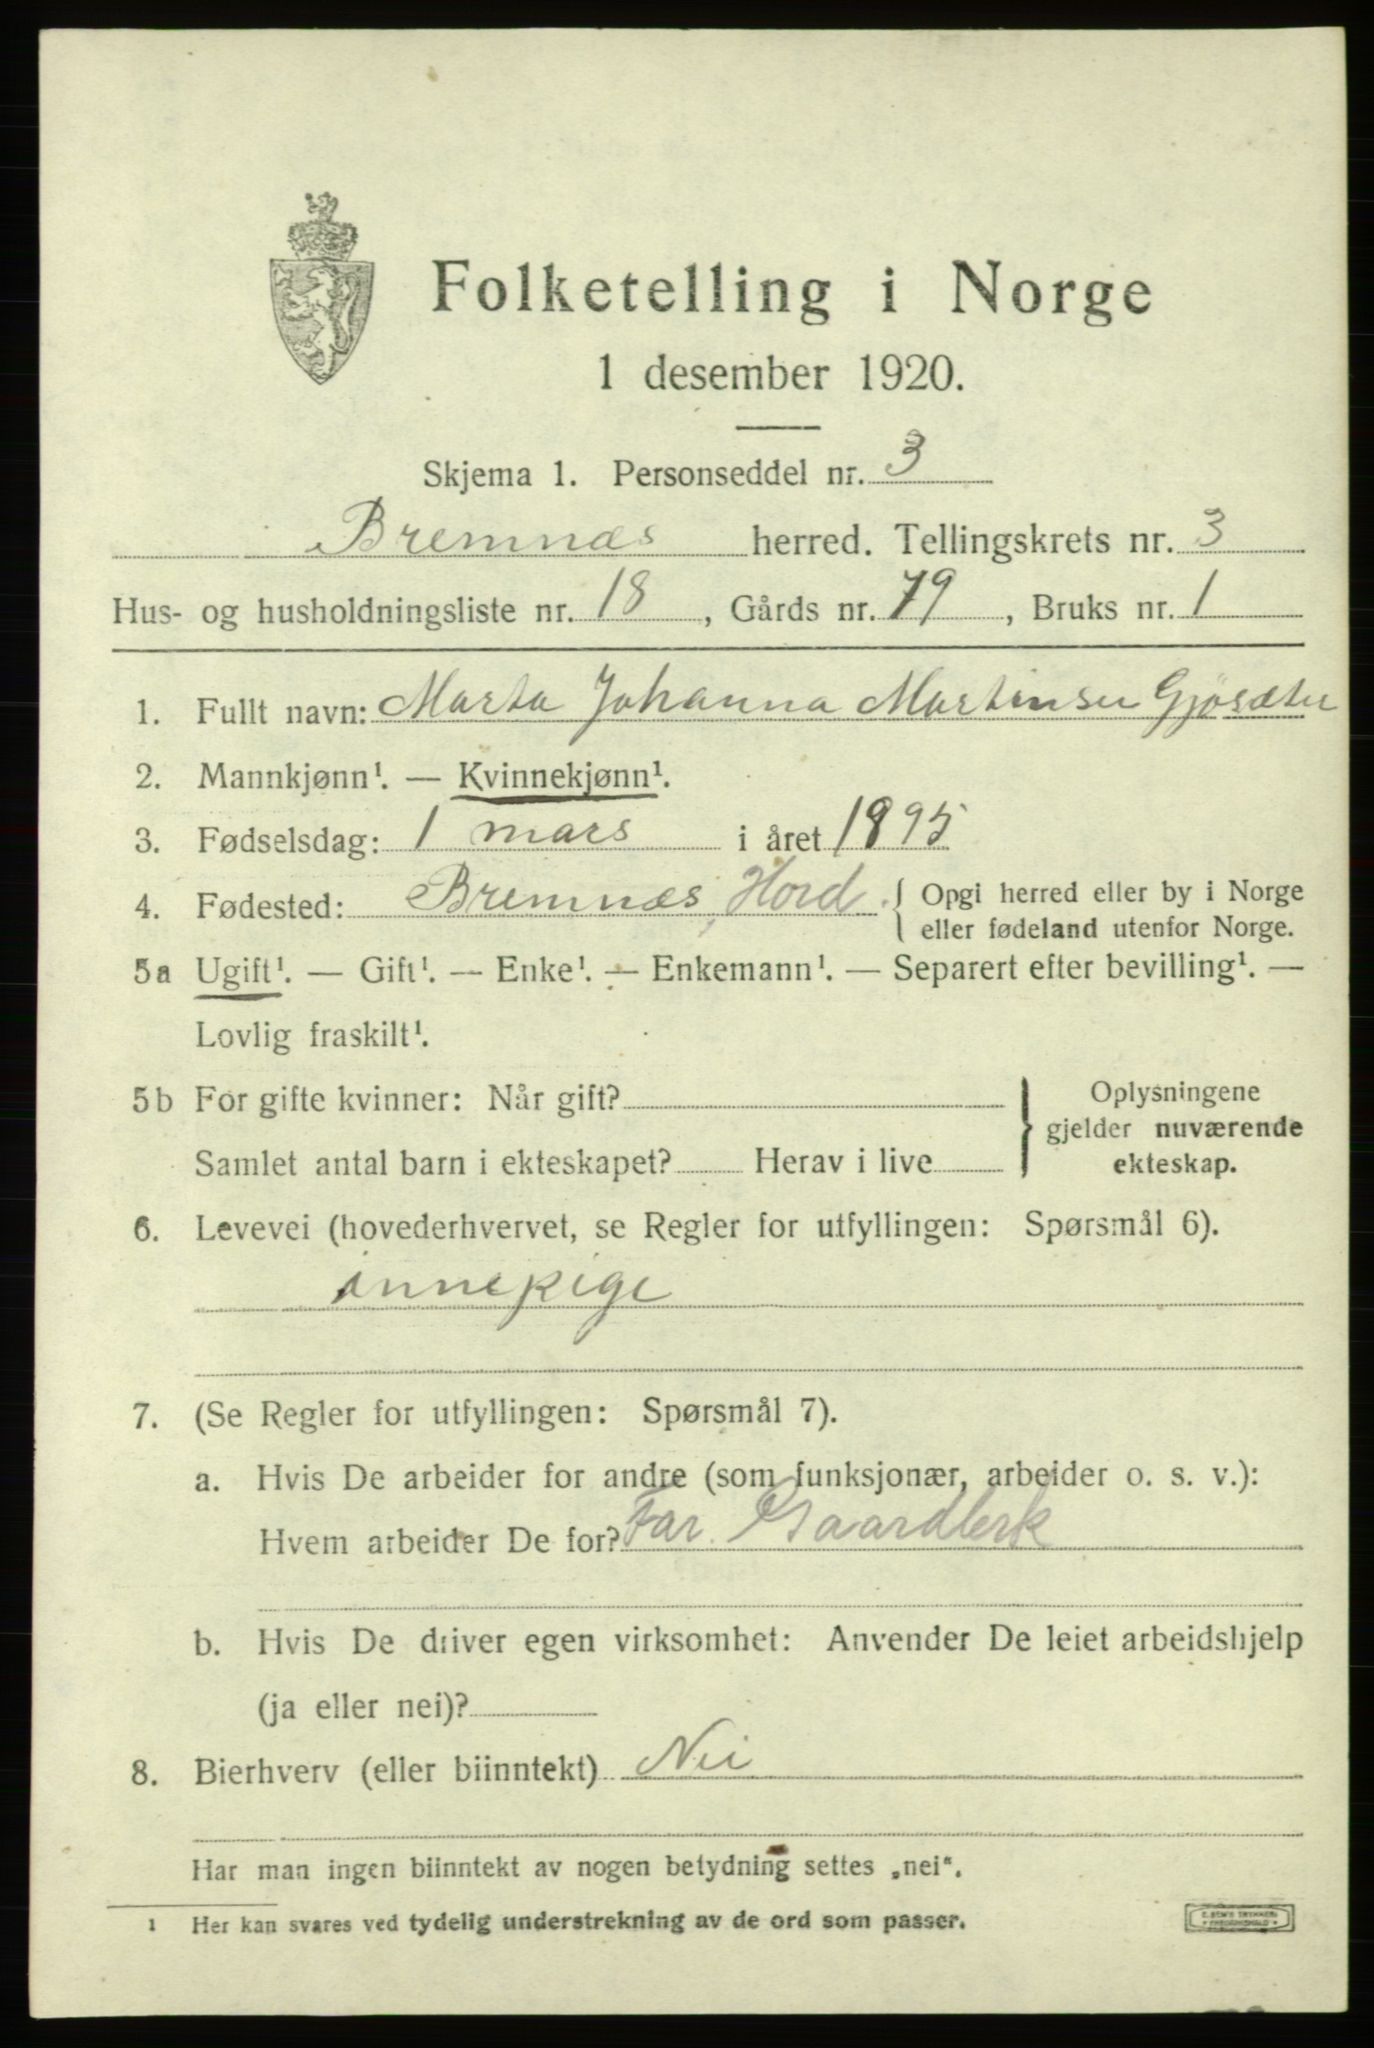 Folketelling i Norge
1 desember 1920.
Skjema 1. Personseddel nr. 3
Bremnæs herred. Tellingskrets nr. 3
Hus- og husholdningsliste nr. 18, Gårds nr. 79, Bruks nr. 1
1. Fullt navn: Marta Johanna Martinsen Gjøsæter
2. Mannkjønn¹. — Kvinnekjønn¹.
3. Fødselsdag: 1 mars i året 1895
4. Fødested: Bremnæs, Hord. { Opgi herred eller by i Norge
eller fødeland utenfor Norge.
5a Ugift¹. — Gift¹. — Enke¹. — Enkemann¹. — Separert efter bevilling¹. —
Lovlig fraskilt¹.
5b For gifte kvinner: Når gift?
Samlet antal barn i ekteskapet? Herav i live
} Oplysningene
gjelder nuværende
ekteskap.
6. Levevei (hovederhvervet, se Regler for utfyllingen: Spørsmål 6).
innepige
7. (Se Regler for utfyllingen: Spørsmål 7).
a. Hvis De arbeider for andre (som funksjonær, arbeider o. s. v.):
Hvem arbeider De for? Far. Gaardbrk
b. Hvis De driver egen virksomhet: Anvender De leiet arbeidshjelp
(ja eller nei)?
8. Bierhverv (eller biinntekt) Nei
Har man ingen biinntekt av nogen betydning settes „nei“.
1 Her kan svares ved tydelig understrekning av de ord som passer.